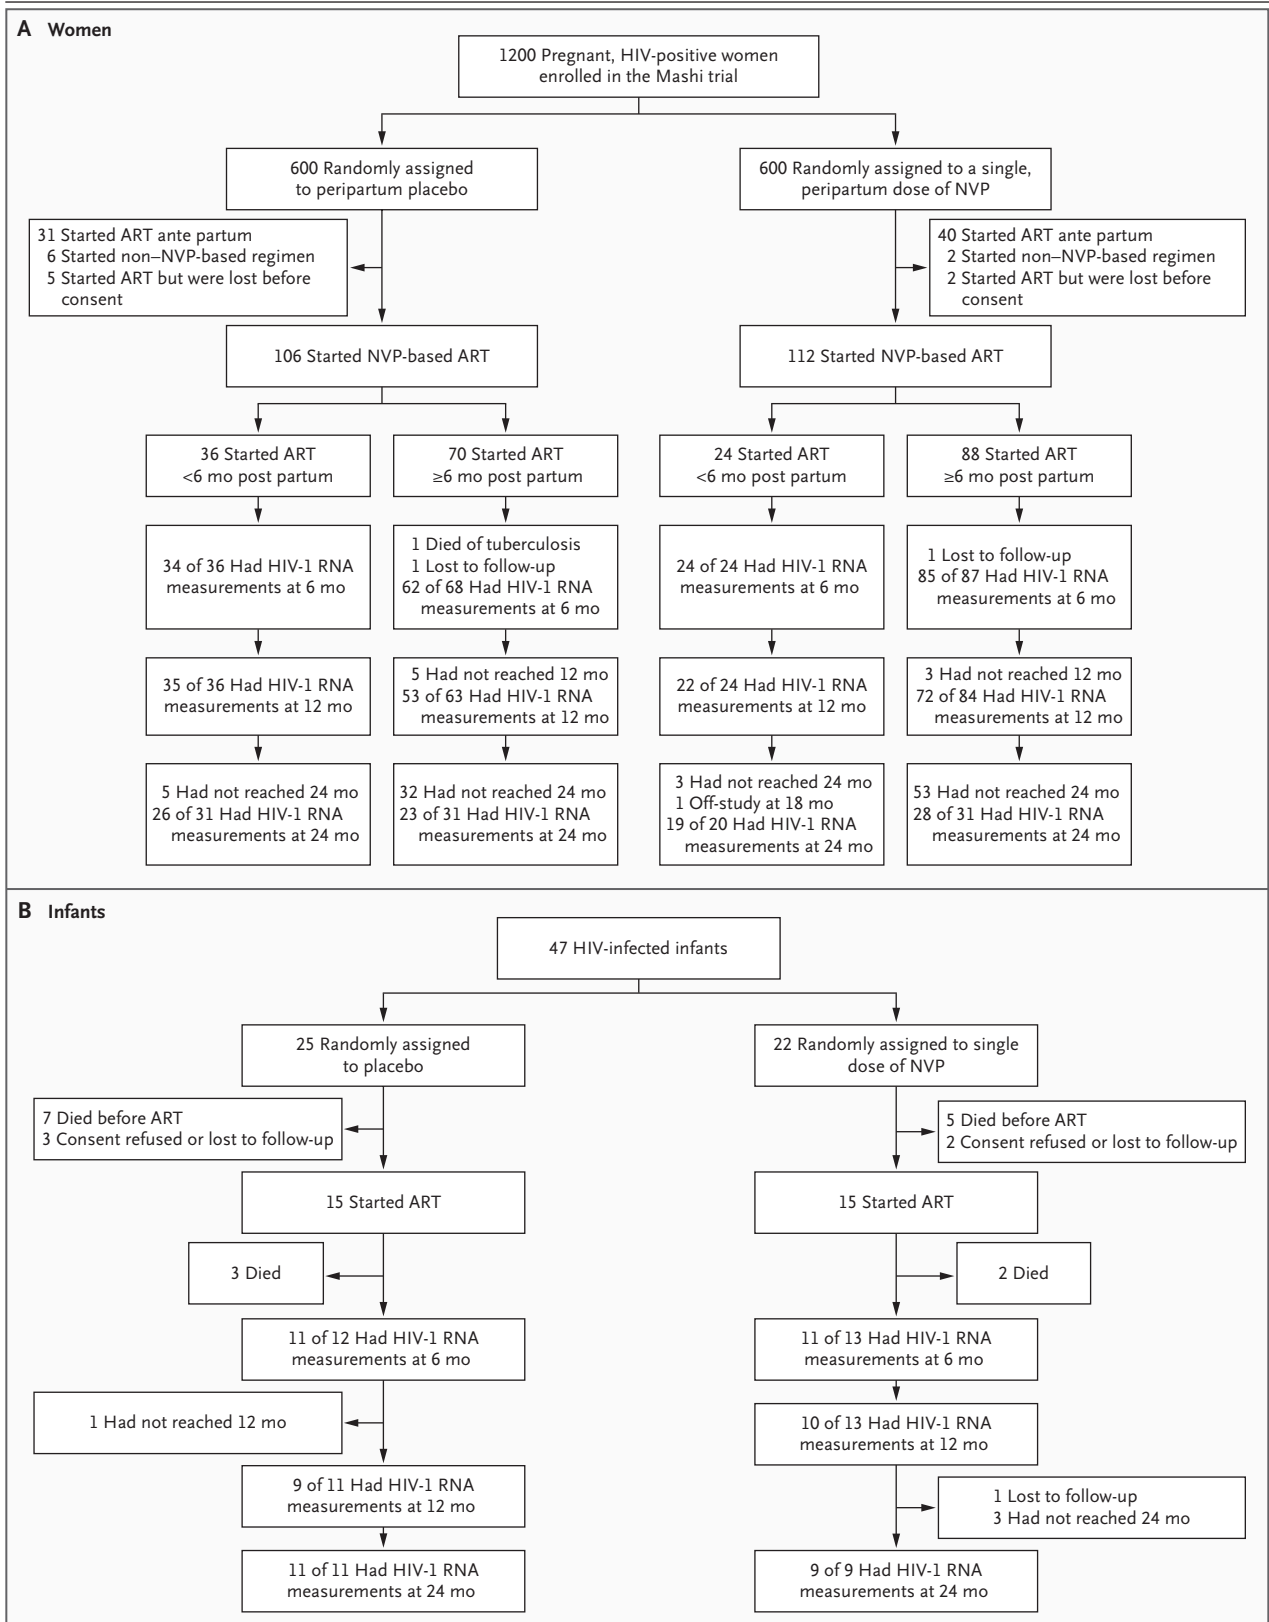 A Women
1200 Pregnant, HIV-positive women
enrolled in the Mashi trial
600 Randomly assigned
to peripartum placebo
600 Randomly assigned to a single,
peripartum dose of NVP
31 Started ART ante partum
6 Started non–NVP-based regimen
5 Started ART but were lost before
consent
40 Started ART ante partum
2 Started non–NVP-based regimen
2 Started ART but were lost before
consent
106 Started NVP-based ART
112 Started NVP-based ART
36 Started ART
<6 mo post partum
70 Started ART
≥6 mo post partum
24 Started ART
<6 mo post partum
88 Started ART
≥6 mo post partum
34 of 36 Had HIV-1 RNA
measurements at 6 mo
1 Died of tuberculosis
1 Lost to follow-up
62 of 68 Had HIV-1 RNA
measurements at 6 mo
24 of 24 Had HIV-1 RNA
measurements at 6 mo
1 Lost to follow-up
85 of 87 Had HIV-1 RNA
measurements at 6 mo
35 of 36 Had HIV-1 RNA
measurements at 12 mo
5 Had not reached 12 mo
53 of 63 Had HIV-1 RNA
measurements at 12 mo
22 of 24 Had HIV-1 RNA
measurements at 12 mo
3 Had not reached 12 mo
72 of 84 Had HIV-1 RNA
measurements at 12 mo
5 Had not reached 24 mo
26 of 31 Had HIV-1 RNA
measurements at 24 mo
32 Had not reached 24 mo
23 of 31 Had HIV-1 RNA
measurements at 24 mo
3 Had not reached 24 mo
1 Off-study at 18 mo
19 of 20 Had HIV-1 RNA
measurements at 24 mo
53 Had not reached 24 mo
28 of 31 Had HIV-1 RNA
measurements at 24 mo
B Infants
47 HIV-infected infants
25 Randomly assigned
to placebo
22 Randomly assigned to single
dose of NVP
7 Died before ART
3 Consent refused or lost to follow-up
5 Died before ART
2 Consent refused or lost to follow-up
15 Started ART
15 Started ART
3 Died
2 Died
11 of 12 Had HIV-1 RNA
measurements at 6 mo
11 of 13 Had HIV-1 RNA
measurements at 6 mo
1 Had not reached 12 mo
10 of 13 Had HIV-1 RNA
measurements at 12 mo
9 of 11 Had HIV-1 RNA
measurements at 12 mo
1 Lost to follow-up
3 Had not reached 24 mo
11 of 11 Had HIV-1 RNA
measurements at 24 mo
9 of 9 Had HIV-1 RNA
measurements at 24 mo